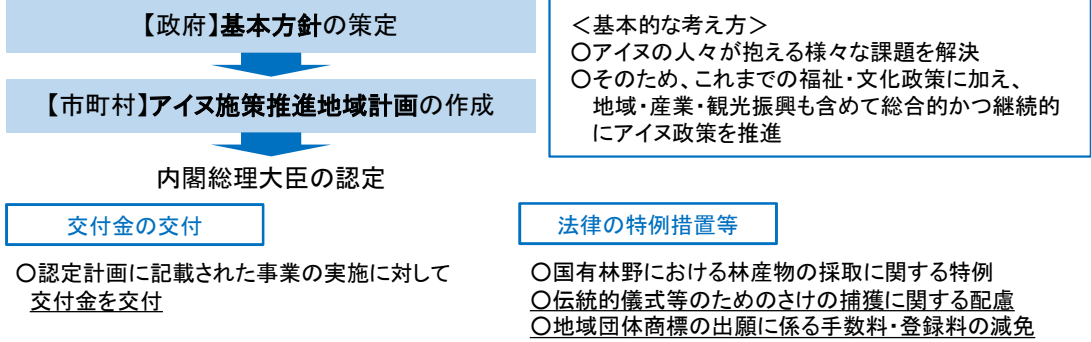 【政府】基本方針の策定
【市町村】アイヌ施策推進地域計画の作成
内閣総理大臣の認定
＜基本的な考え方＞
〇アイヌの人々が抱える様々な課題を解決
〇そのため、これまでの福祉・文化政策に加え、
地域・産業・観光振興も含めて総合的かつ継続的
にアイヌ政策を推進
交付金の交付
〇認定計画に記載された事業の実施に対して
交付金を交付
法律の特例措置等
〇国有林野における林産物の採取に関する特例
〇伝統的儀式等のためのさけの捕獲に関する配慮
〇地域団体商標の出願に係る手数料・登録料の減免